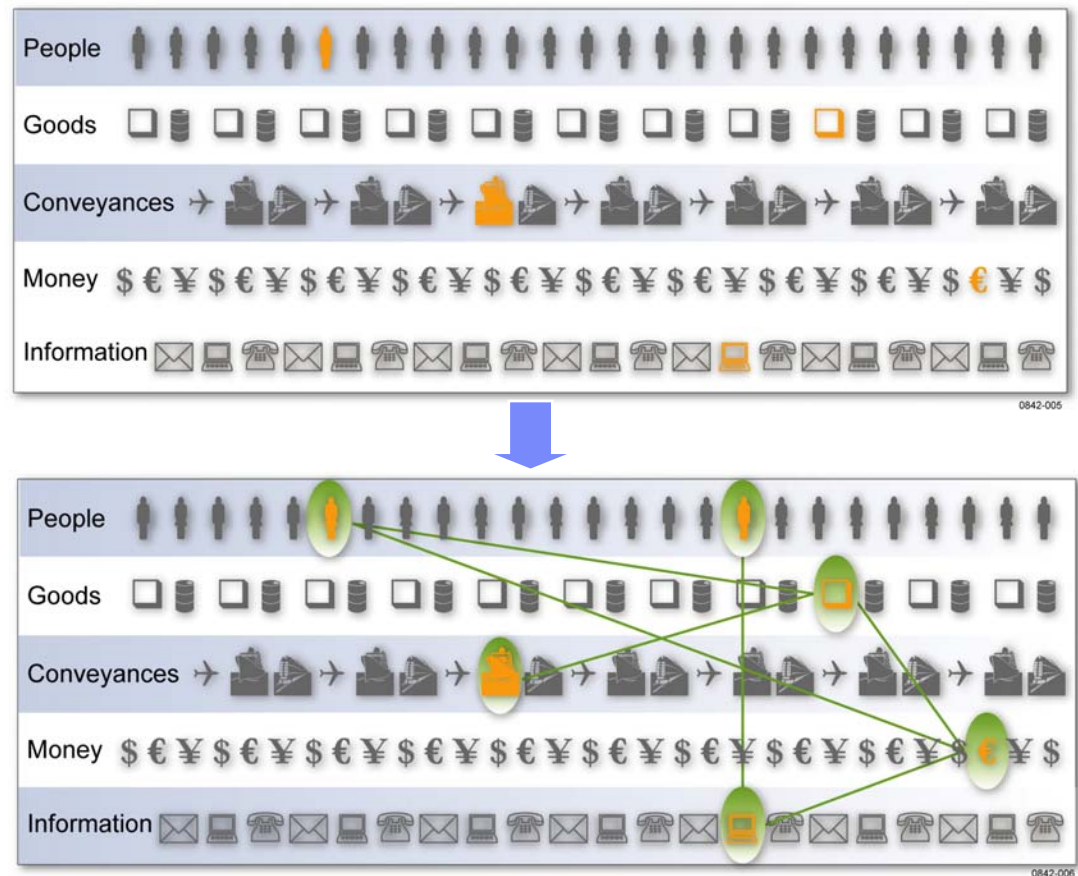 People
Goods
Conveyances
Money $ € ¥ $ € ¥ $ € ¥ $ € ¥ $ € ¥ $ € ¥ $ € ¥ $ € ¥ $ € ¥ $ € ¥ $
Information
0842-005
People
Goods
Conveyances
Money $ € ¥ $ € ¥ $ € ¥ $ € ¥ $ € ¥ $ € ¥ $ € ¥ $ € ¥ $ € ¥ $ € ¥ $
Information
0842-006